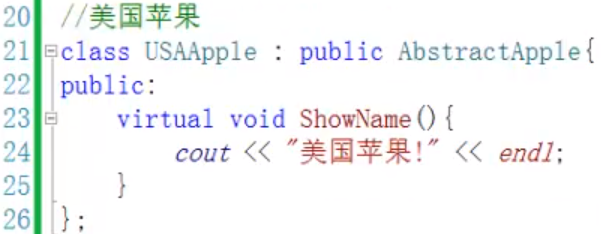 20 //美国苹果
21 class USAApple : public AbstractApple{
22 public:
23 virtual void ShowName(){
24 cout << "美国苹果!" << endl;
25 }
26 };